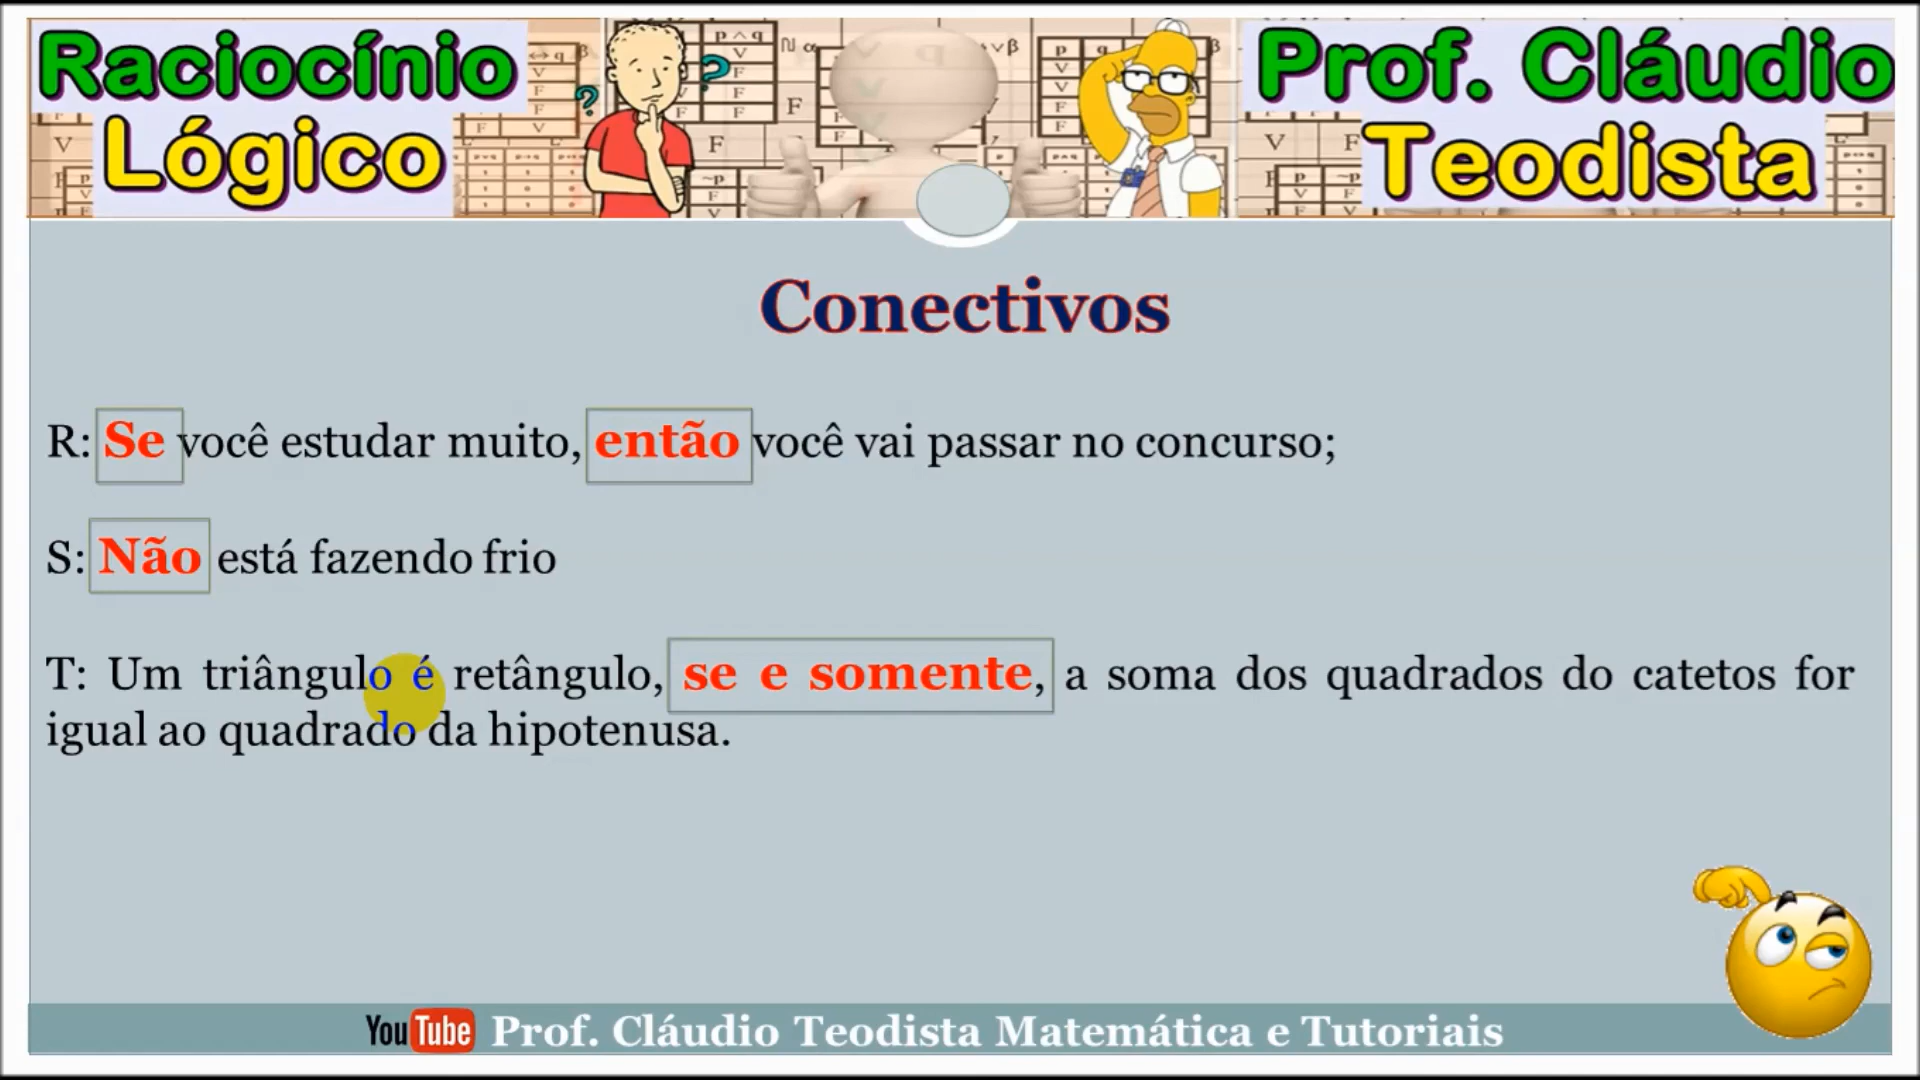 Raciocínio
Lógico
Prof. Cláudio
Teodista
Conectivos
R: Se você estudar muito, então você vai passar no concurso;
S: Não está fazendo frio
T: Um triângulo é retângulo, se e somente, a soma dos quadrados do catetos for
igual ao quadrado da hipotenusa.
YouTube Prof. Cláudio Teodista Matemática e Tutoriais